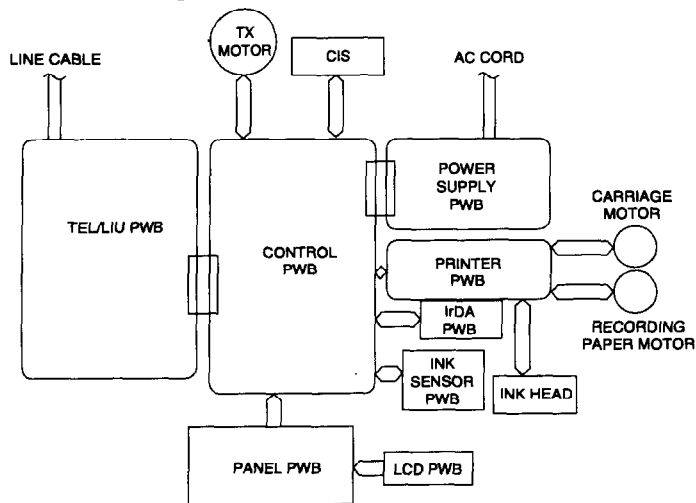 TX
MOTOR
LINE CABLE
CIS
AC CORD
POWER
SUPPLY
PWB
CARRIAGE
MOTOR
TEL/LIU PWB
CONTROL
PWB
PRINTER
PWB
IrDA
PWB
RECORDING
PAPER MOTOR
INK
SENSOR
PWB
INK HEAD
PANEL PWB
LCD PWB